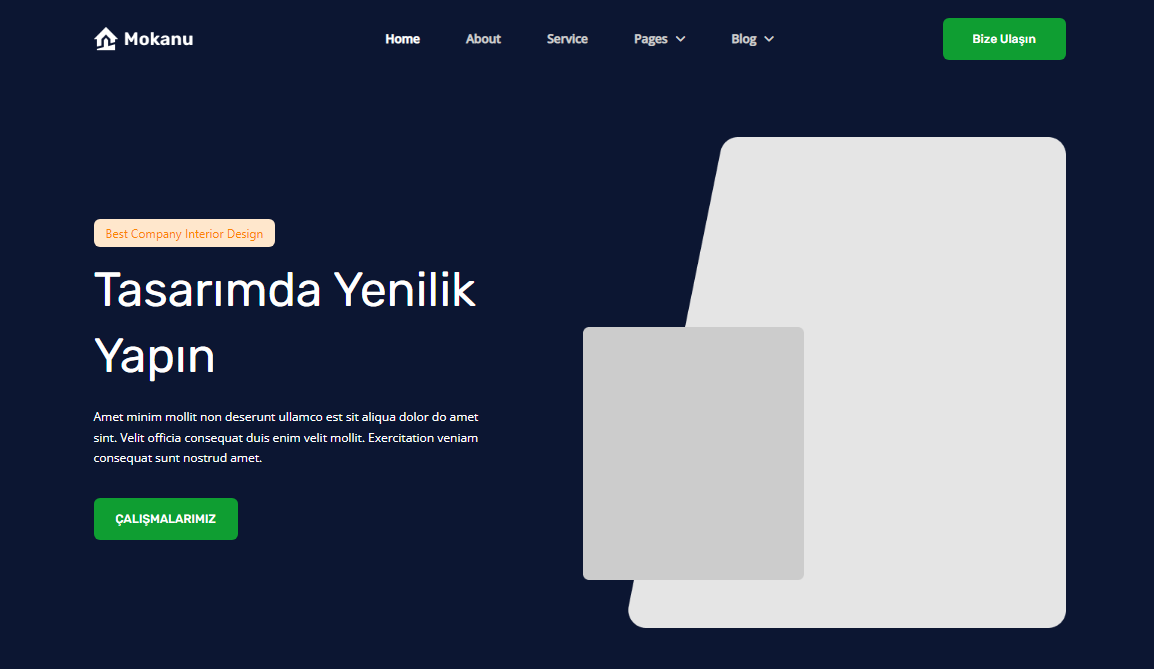 Mokanu
Home About Service Pages Blog
Bize Ulaşın
Best Company Interior Design
Tasarımda Yenilik
Yapın
Amet minim mollit non deserunt ullamco est sit aliqua dolor do amet
sint. Velit officia consequat duis enim velit mollit. Exercitation veniam
consequat sunt nostrud amet.
ÇALIŞMALARIMIZ